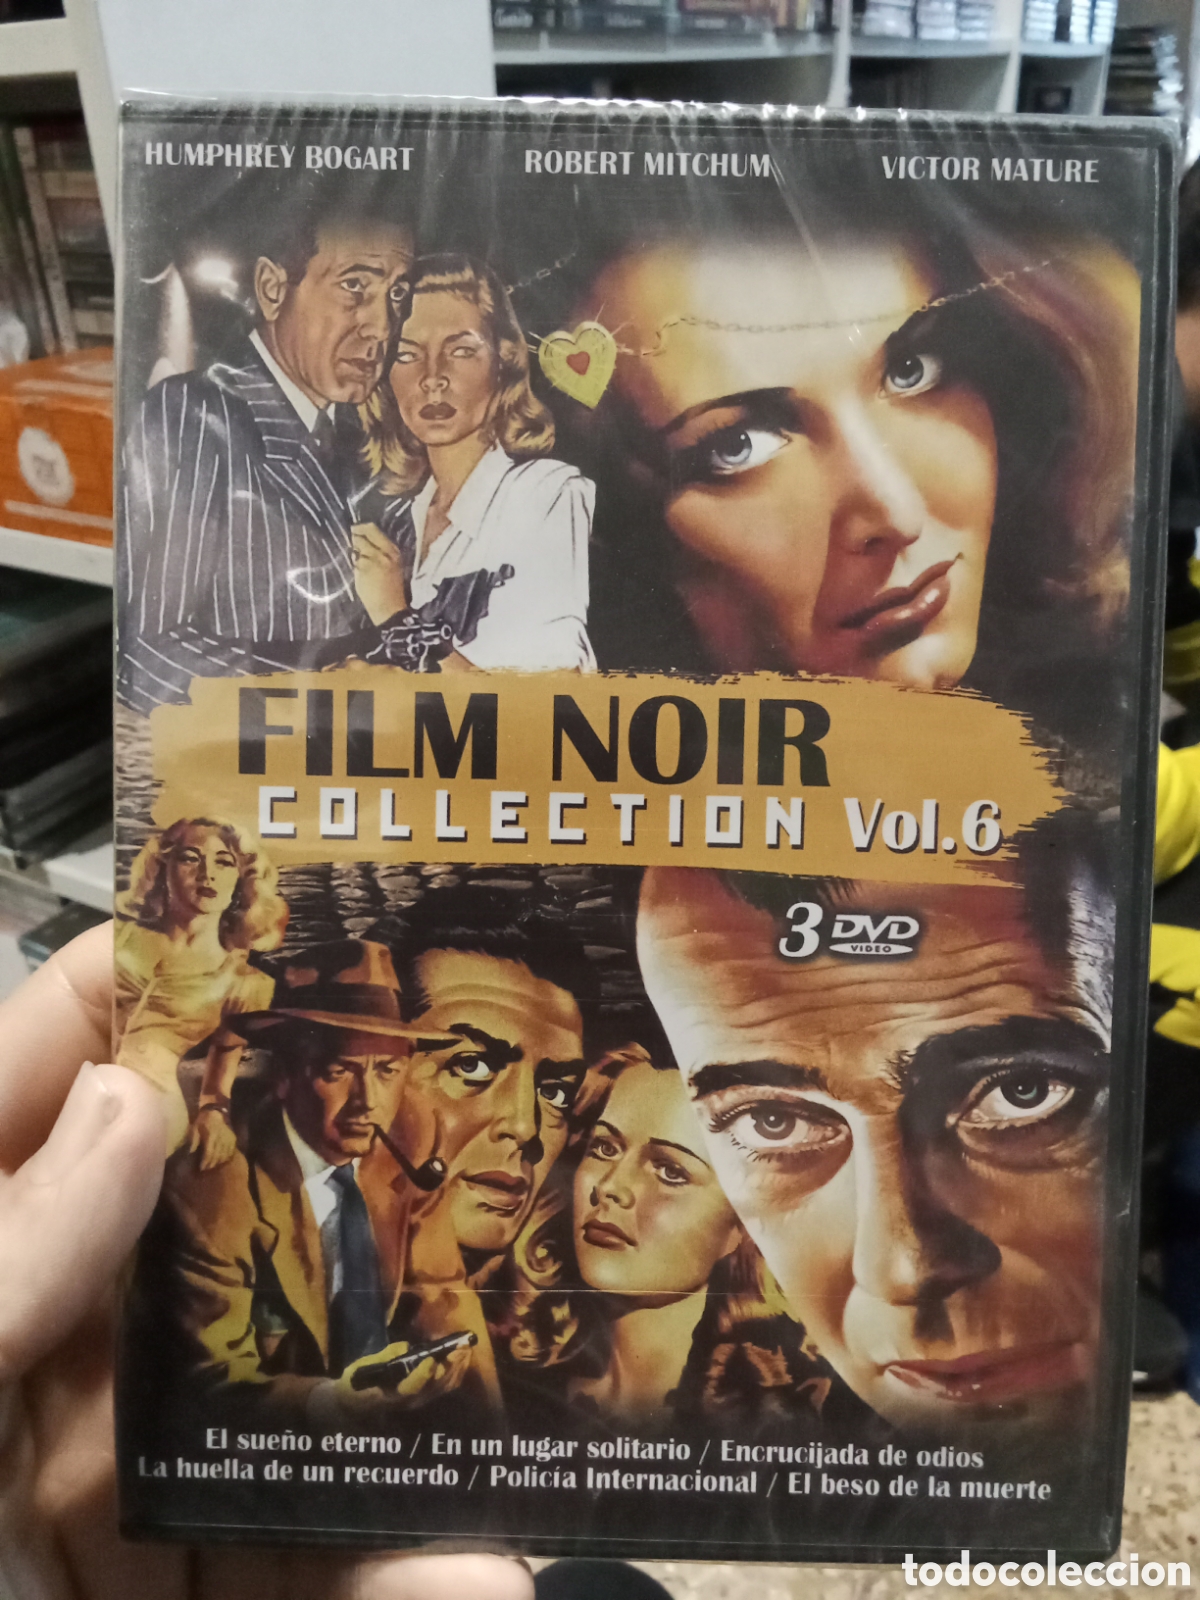 HUMPHREY BOGART ROBERT MITCHUM VICTOR MATURE
FILM NOIR
COLLECTION Vol.6
3 DVD
VIDEO
El sueño eterno / En un lugar solitario / Encrucijada de odios
La huella de un recuerdo / Policía Internacional / El beso de la muerte
todocoleccion